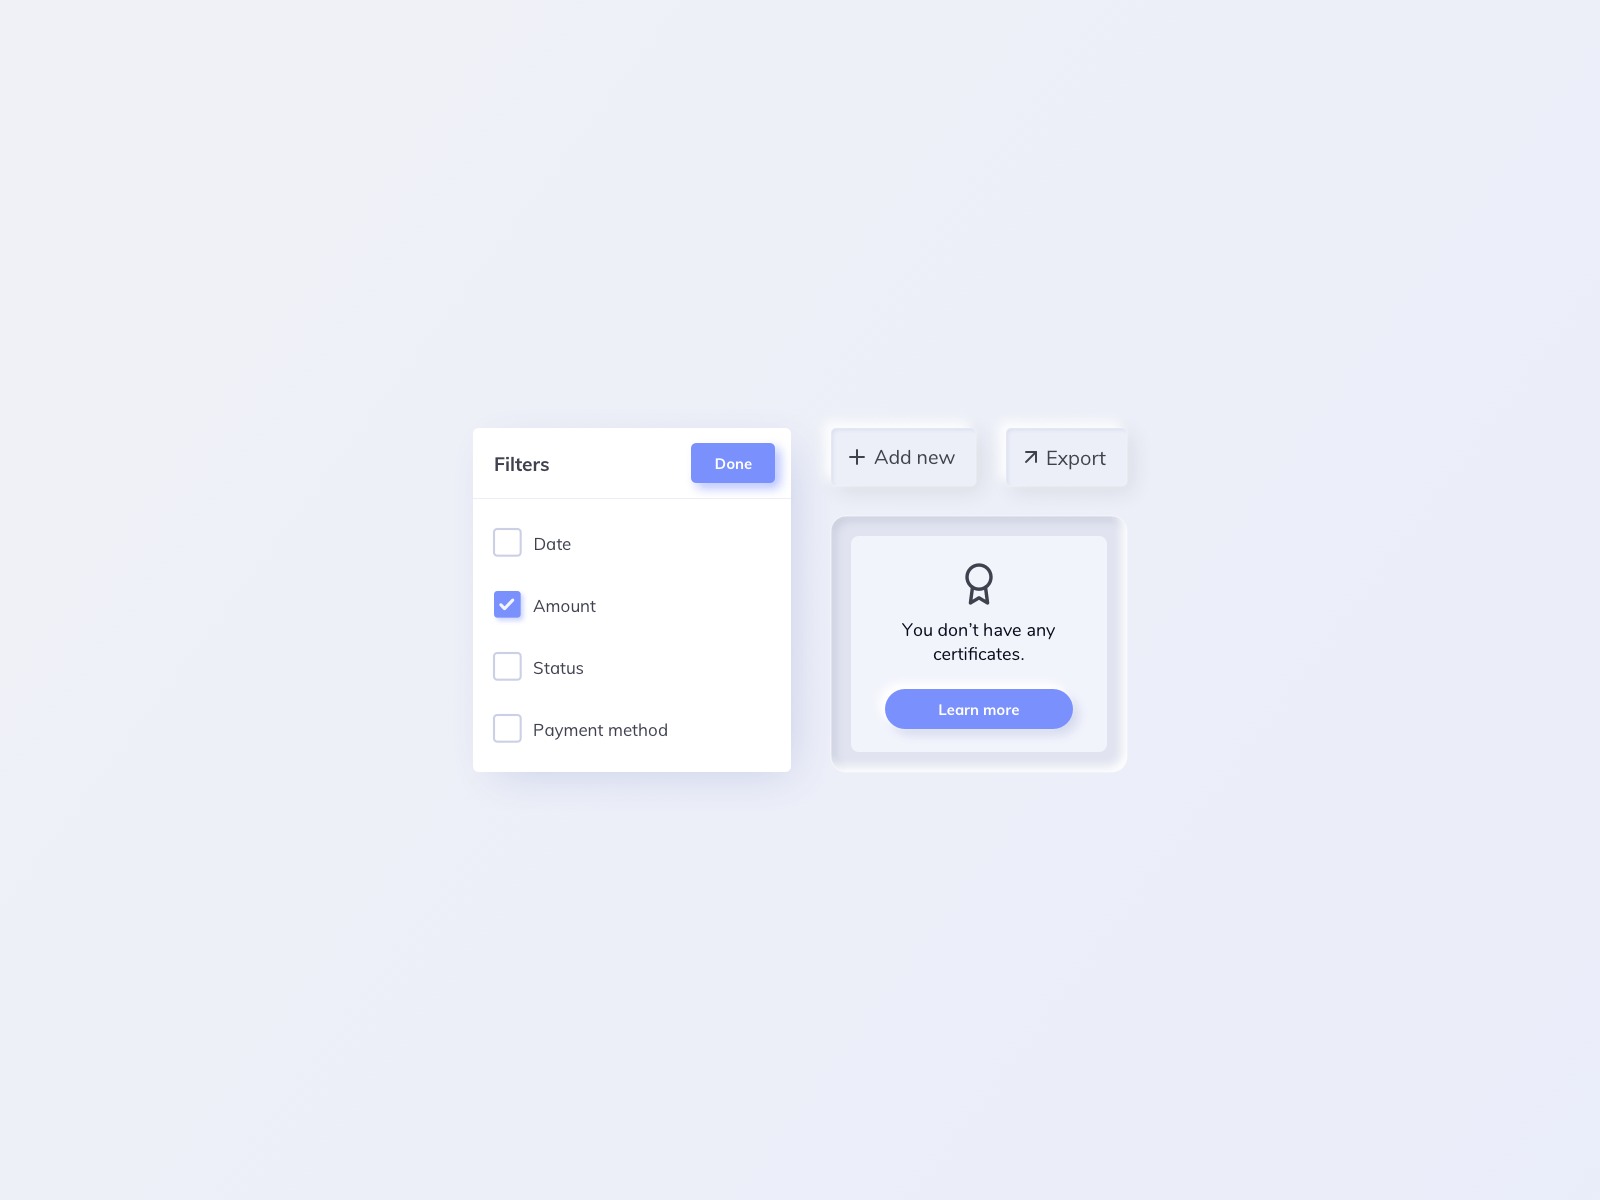 Filters
Done
Date
Amount
Status
Payment method
Add new
Export
You don’t have any
certificates.
Learn more